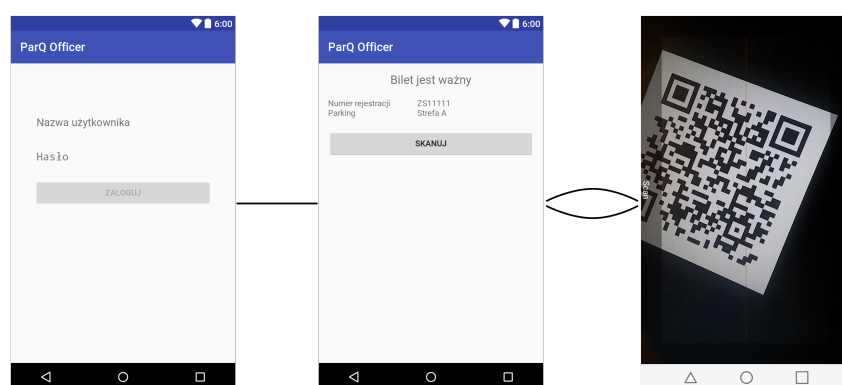 6:00
ParQ Officer
Nazwa użytkownika
Hasło
ZALOGUJ
6:00
ParQ Officer
Bilet jest ważny
Numer rejestracji ZS11111
Parking Strefa A
SKANUJ
Scan